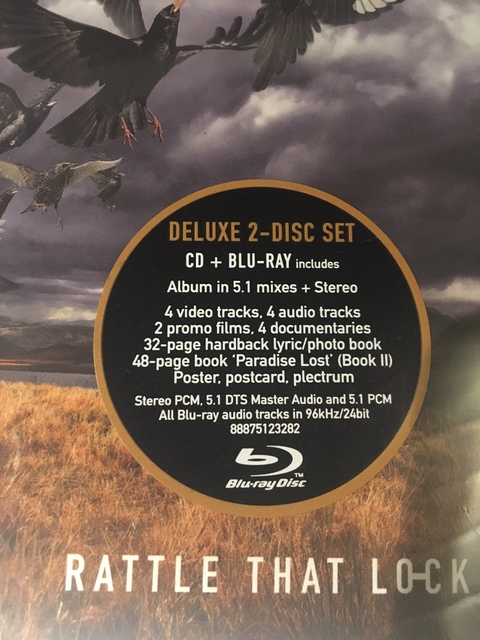 DELUXE 2-DISC SET
CD + BLU-RAY includes
Album in 5.1 mixes + Stereo
4 video tracks, 4 audio tracks
2 promo films, 4 documentaries
32-page hardback lyric/photo book
48-page book ‘Paradise Lost’ (Book II)
Poster, postcard, plectrum
Stereo PCM, 5.1 DTS Master Audio and 5.1 PCM
All Blu-ray audio tracks in 96kHz/24bit
88875123282
Blu-ray Disc
TM
RATTLE THAT LOCK